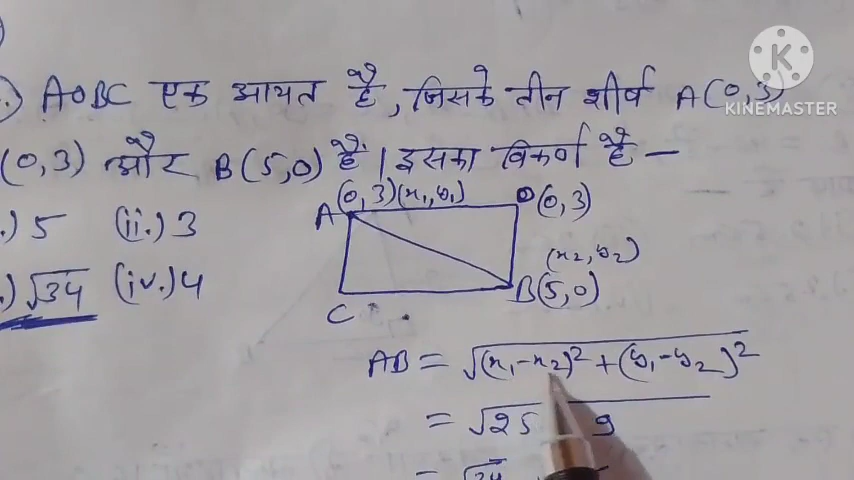 .) AOBC एक आयत है, जिसके तीन शीर्ष A(0,3)
KINEMASTER
(0,3) और B(5,0) हैं। इसका विकर्ण है –
.) 5 (ii.) 3
.) √34 (iv.) 4
A (0,3)(x₁,y₁) O (0,3)
(x₂,y₂)
C B(5,0)
AB = √(x₁-x₂)² + (y₁-y₂)²
= √25 9
= √34